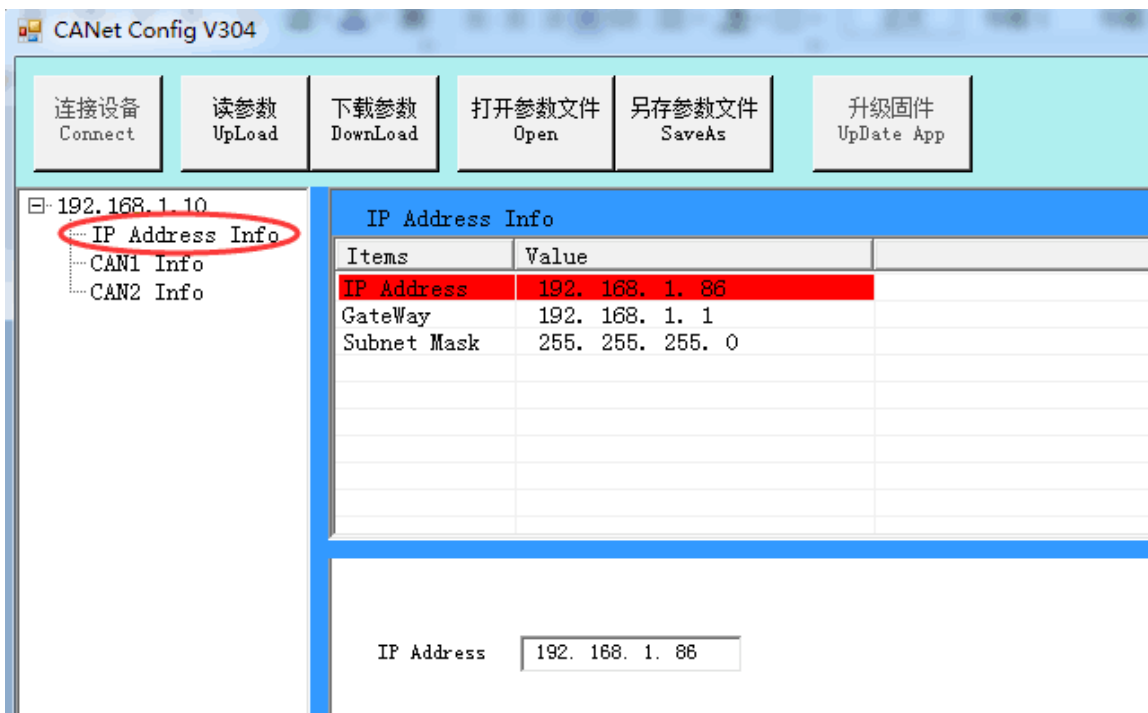 CANet Config V304
连接设备 读参数 下载参数 打开参数文件 另存参数文件 升级固件
Connect UpLoad DownLoad Open SaveAs UpDate App
192.168.1.10
IP Address Info
CAN1 Info
CAN2 Info
IP Address Info
Items Value
IP Address 192. 168. 1. 86
GateWay 192. 168. 1. 1
Subnet Mask 255. 255. 255. 0
IP Address 192. 168. 1. 86